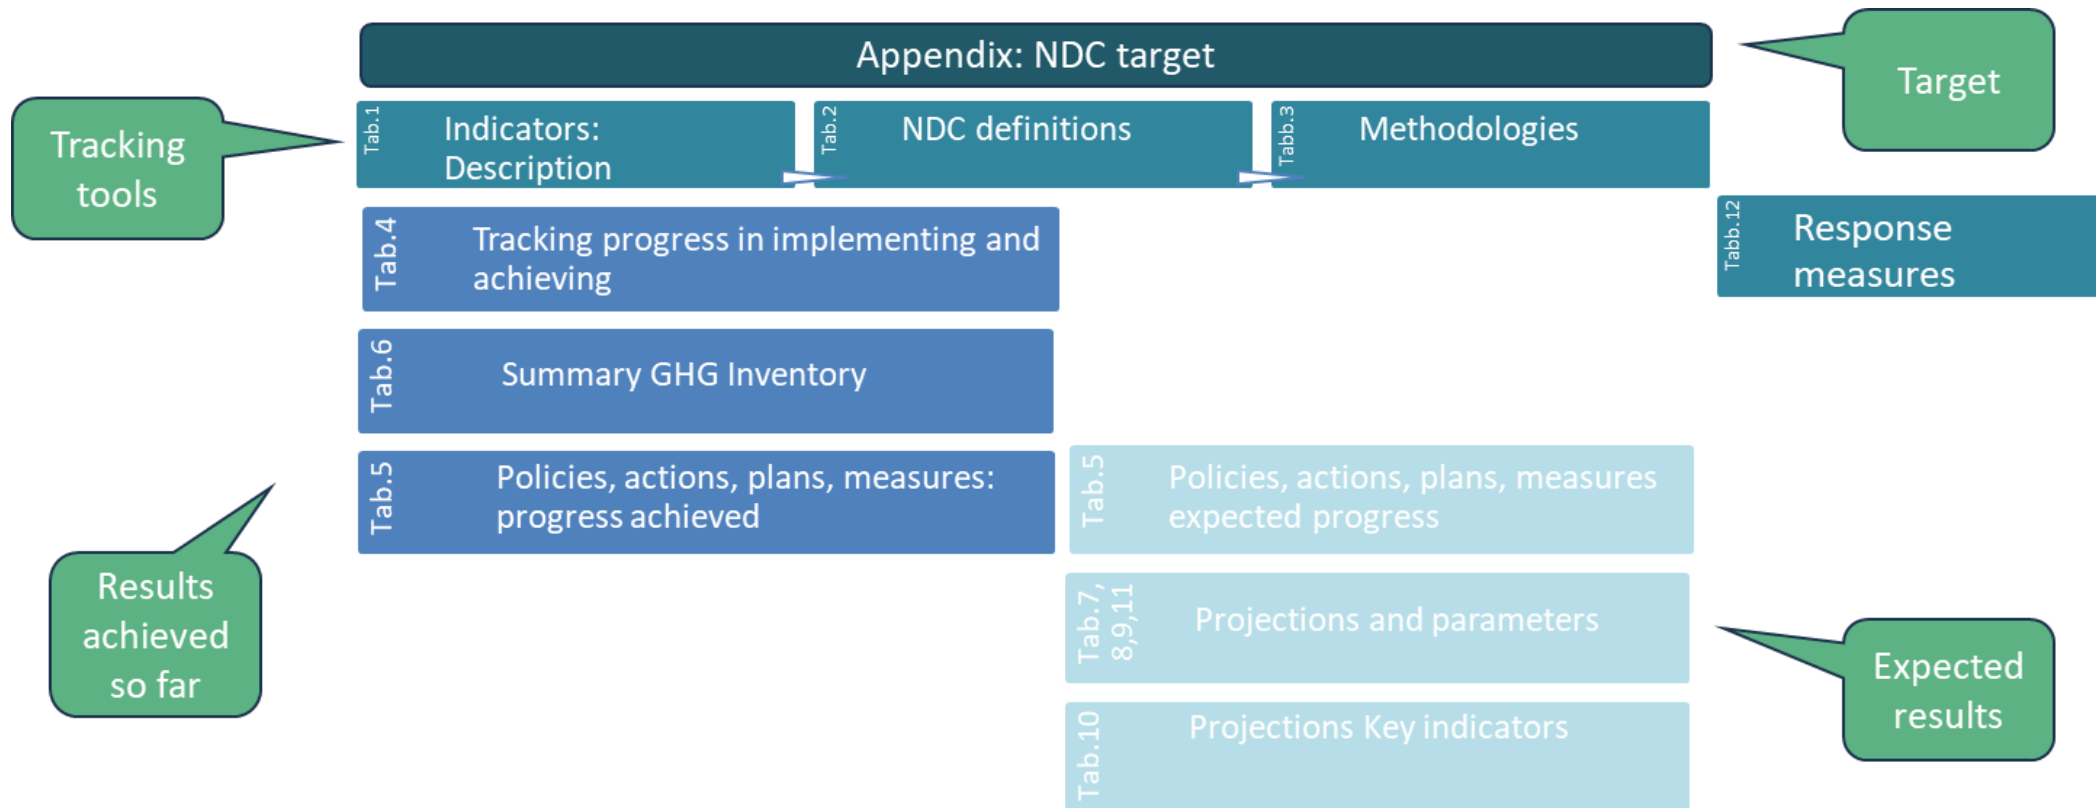 Appendix: NDC target
Target
Tracking
tools
Tab.1
Indicators:
Description
Tab.2
NDC definitions
Tabb.3
Methodologies
Tab.4
Tracking progress in implementing and
achieving
Tabb.12
Response
measures
Tab.6
Summary GHG Inventory
Tab.5
Policies, actions, plans, measures:
progress achieved
Tab.5
Policies, actions, plans, measures
expected progress
Results
achieved
so far
Tab.7,
8,9,11
Projections and parameters
Expected
results
Tab.10
Projections Key indicators